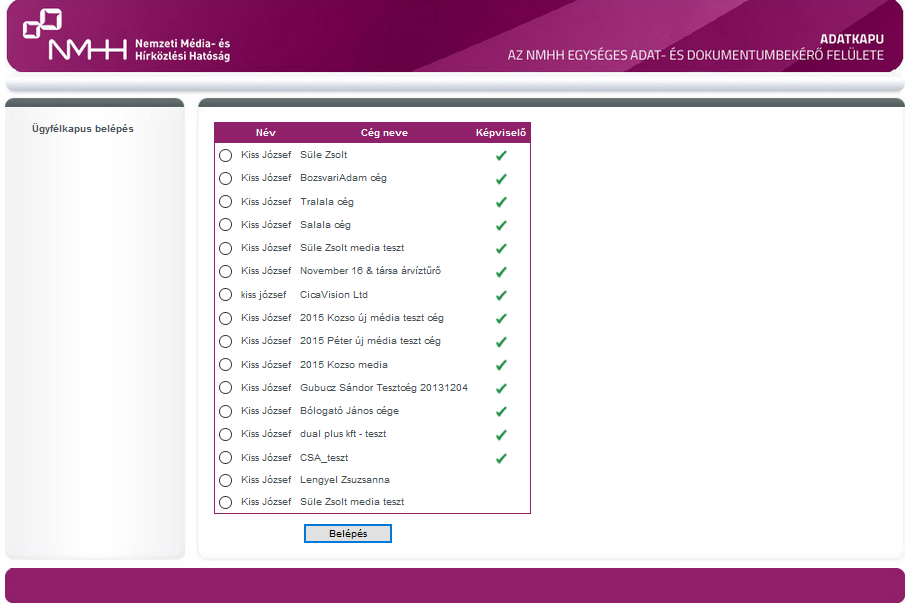 NMHH
Nemzeti Média- és
Hírközlési Hatóság
ADATKAPU
AZ NMHH EGYSÉGES ADAT- ÉS DOKUMENTUMBEKÉRŐ FELÜLETE
Ügyfélkapus belépés
Név Cég neve Képviselő
Kiss József Süle Zsolt
Kiss József BozsvariAdam cég
Kiss József Tralala cég
Kiss József Salala cég
Kiss József Süle Zsolt media teszt
Kiss József November 16 & társa árvíztűrő
kiss józsef CicaVision Ltd
Kiss József 2015 Kozso új média teszt cég
Kiss József 2015 Péter új média teszt cég
Kiss József 2015 Kozso media
Kiss József Gubucz Sándor Tesztcég 20131204
Kiss József Bólogató János cége
Kiss József dual plus kft - teszt
Kiss József CSA_teszt
Kiss József Lengyel Zsuzsanna
Kiss József Süle Zsolt media teszt
Belépés